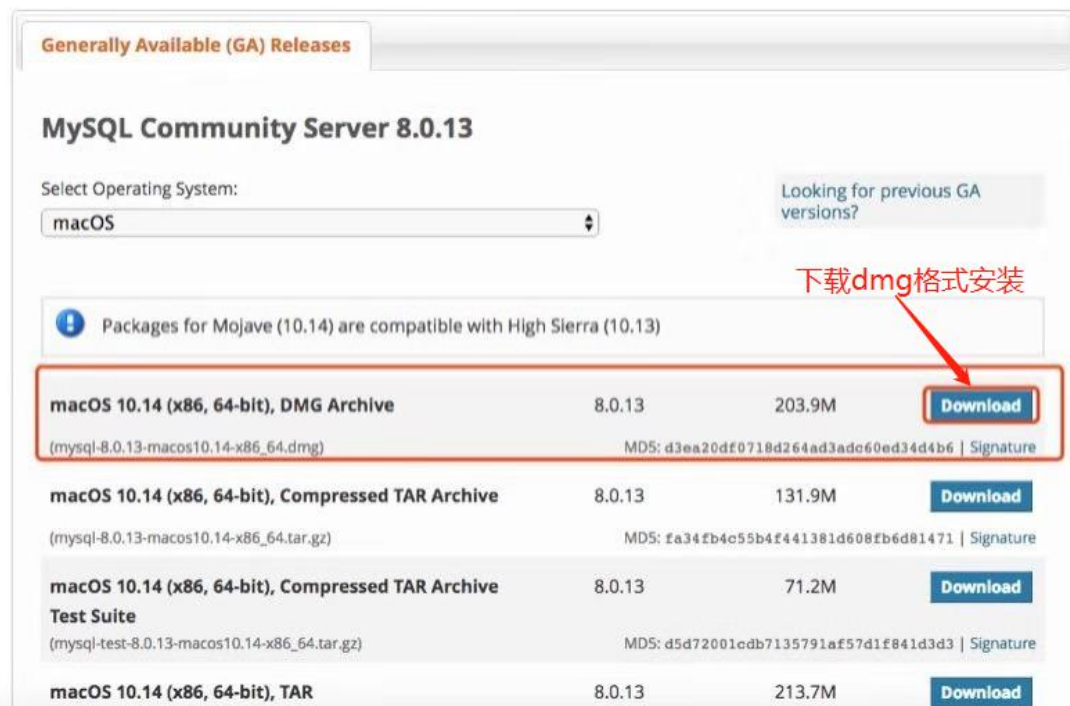 Generally Available (GA) Releases
MySQL Community Server 8.0.13
Select Operating System:
macOS
Looking for previous GA
versions?
下载dmg格式安装
Packages for Mojave (10.14) are compatible with High Sierra (10.13)
macOS 10.14 (x86, 64-bit), DMG Archive 8.0.13 203.9M Download
(mysql-8.0.13-macos10.14-x86_64.dmg) MD5: d3ea20df0718d264ad3adc60ed34d4b6 | Signature
macOS 10.14 (x86, 64-bit), Compressed TAR Archive 8.0.13 131.9M Download
(mysql-8.0.13-macos10.14-x86_64.tar.gz) MD5: fa34fb4c55b4f441381d608fb6d81471 | Signature
macOS 10.14 (x86, 64-bit), Compressed TAR Archive 8.0.13 71.2M Download
Test Suite
(mysql-test-8.0.13-macos10.14-x86_64.tar.gz) MD5: d5d72001cdb7135791af57d1f841d3d3 | Signature
macOS 10.14 (x86, 64-bit), TAR 8.0.13 213.7M Download